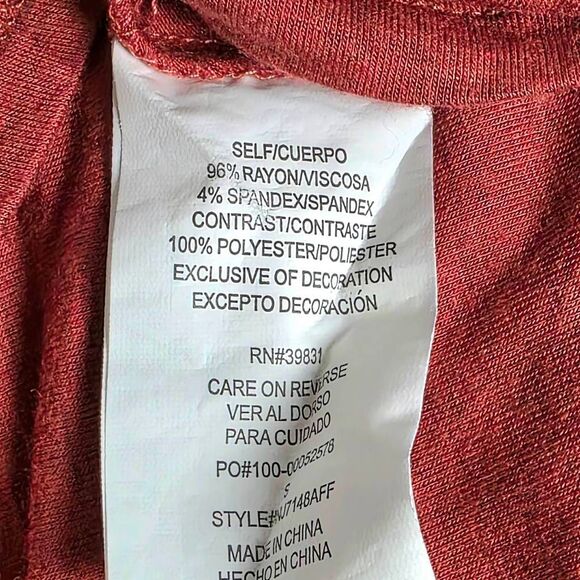 SELF/CUERPO
96% RAYON/VISCOSA
4% SPANDEX/SPANDEX
CONTRAST/CONTRASTE
100% POLYESTER/POLIESTER
EXCLUSIVE OF DECORATION
EXCEPTO DECORACIÓN
RN#39831
CARE ON REVERSE
VER AL DORSO
PARA CUIDADO
PO#100-00052578
S
MADE IN CHINA
HECHO EN CHINA